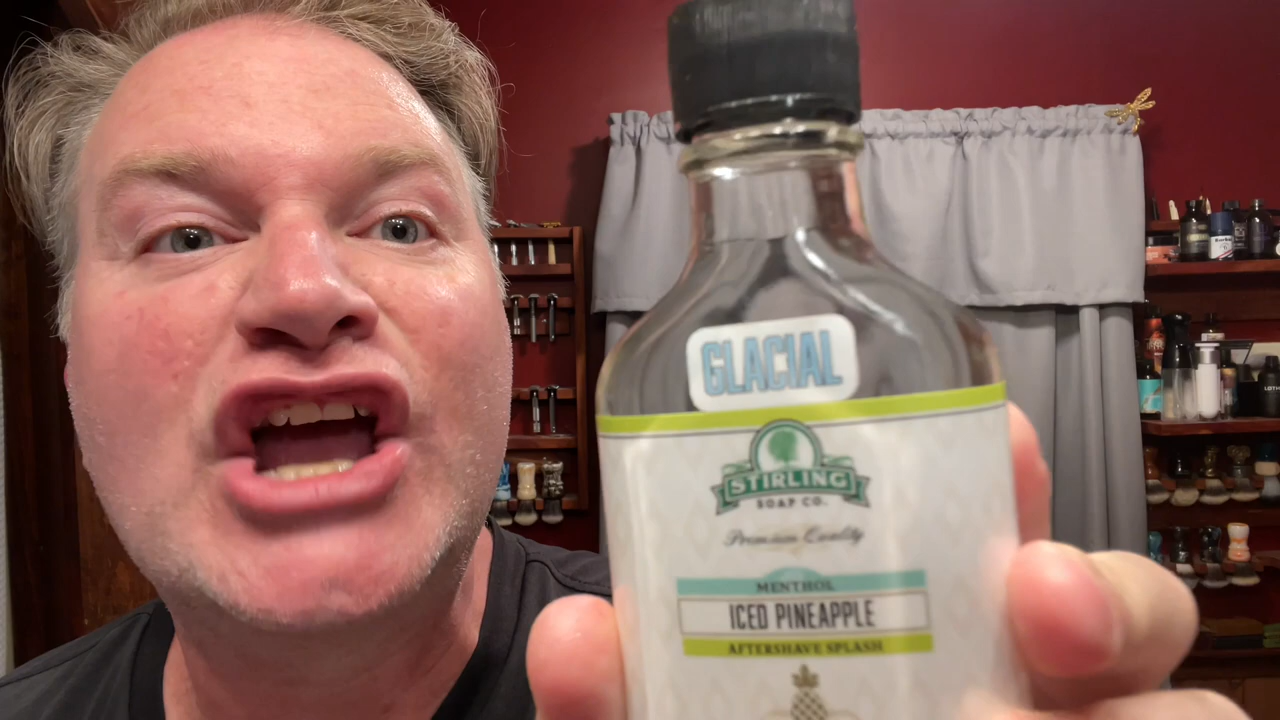 GLACIAL
STIRLING
SOAP CO.
Premium Quality
MENTHOL
ICED PINEAPPLE
AFTERSHAVE SPLASH